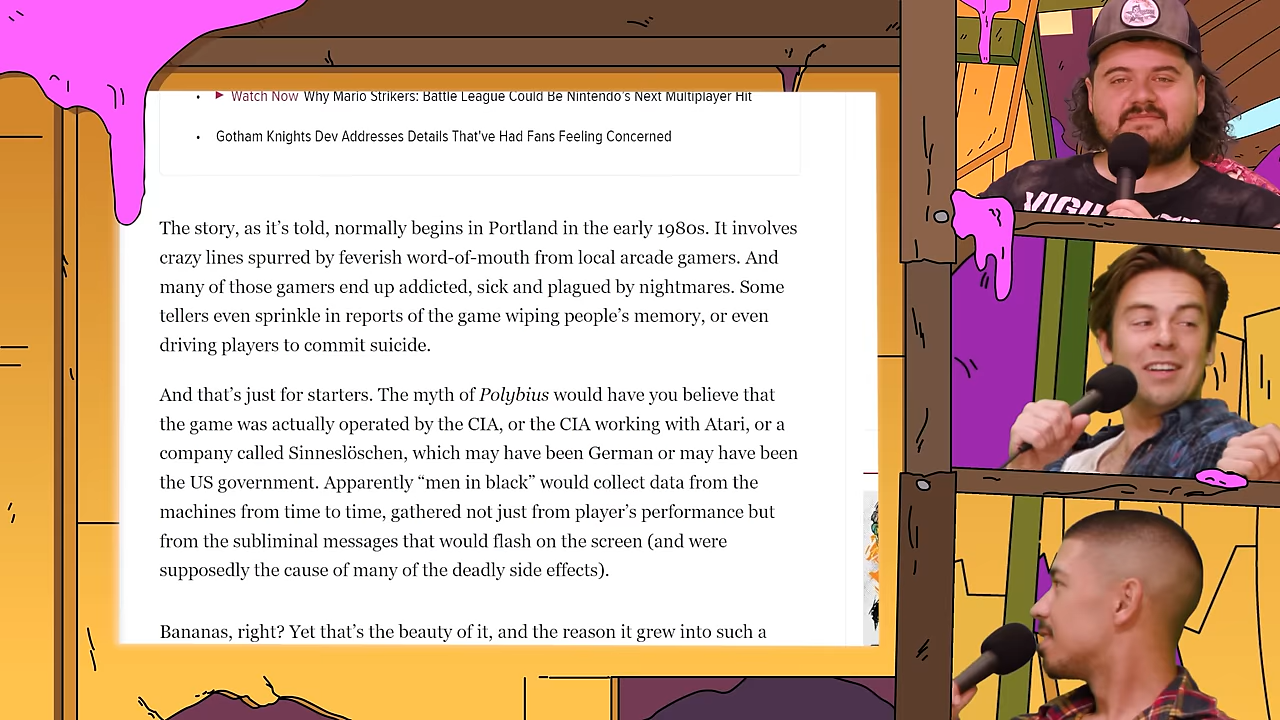 Watch Now Why Mario Strikers: Battle League Could Be Nintendo's Next Multiplayer Hit
Gotham Knights Dev Addresses Details That've Had Fans Feeling Concerned
The story, as it's told, normally begins in Portland in the early 1980s. It involves
crazy lines spurred by feverish word-of-mouth from local arcade gamers. And
many of those gamers end up addicted, sick and plagued by nightmares. Some
tellers even sprinkle in reports of the game wiping people's memory, or even
driving players to commit suicide.
And that's just for starters. The myth of Polybius would have you believe that
the game was actually operated by the CIA, or the CIA working with Atari, or a
company called Sinneslöschen, which may have been German or may have been
the US government. Apparently “men in black” would collect data from the
machines from time to time, gathered not just from player's performance but
from the subliminal messages that would flash on the screen (and were
supposedly the cause of many of the deadly side effects).
Bananas, right? Yet that's the beauty of it, and the reason it grew into such a